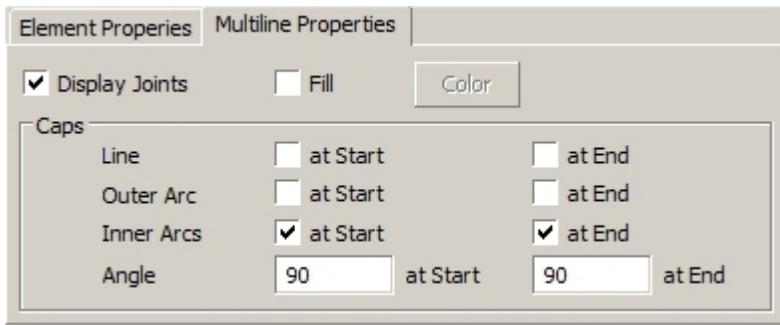 Element Properies Multiline Properties
Display Joints Fill Color
Caps
Line at Start at End
Outer Arc at Start at End
Inner Arcs at Start at End
Angle 90 at Start 90 at End